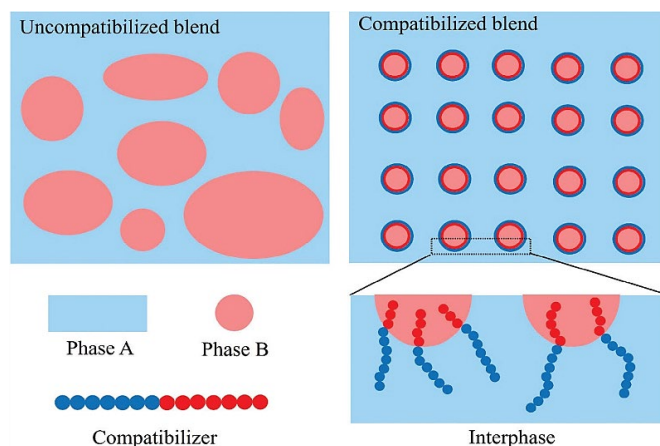 Uncompatibilized blend
Compatibilized blend
Phase A
Phase B
Compatibilizer
Interphase